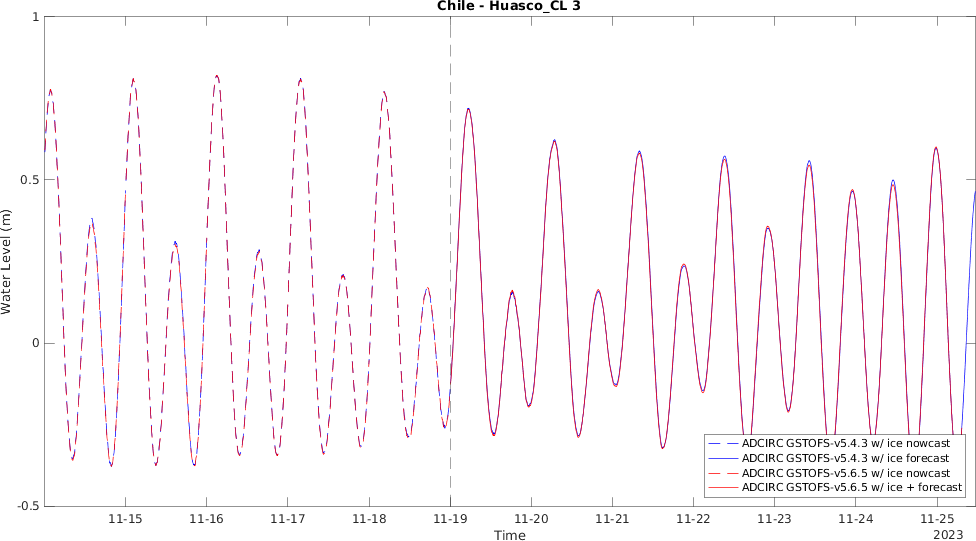 Chile - Huasco_CL 3
1
0.5
0
-0.5
Water Level (m)
11-15
11-16
11-17
11-18
11-19
11-20
11-21
11-22
11-23
11-24
11-25
2023
Time
ADCIRC GSTOFS-v5.4.3 w/ ice nowcast
ADCIRC GSTOFS-v5.4.3 w/ ice forecast
ADCIRC GSTOFS-v5.6.5 w/ ice nowcast
ADCIRC GSTOFS-v5.6.5 w/ ice + forecast